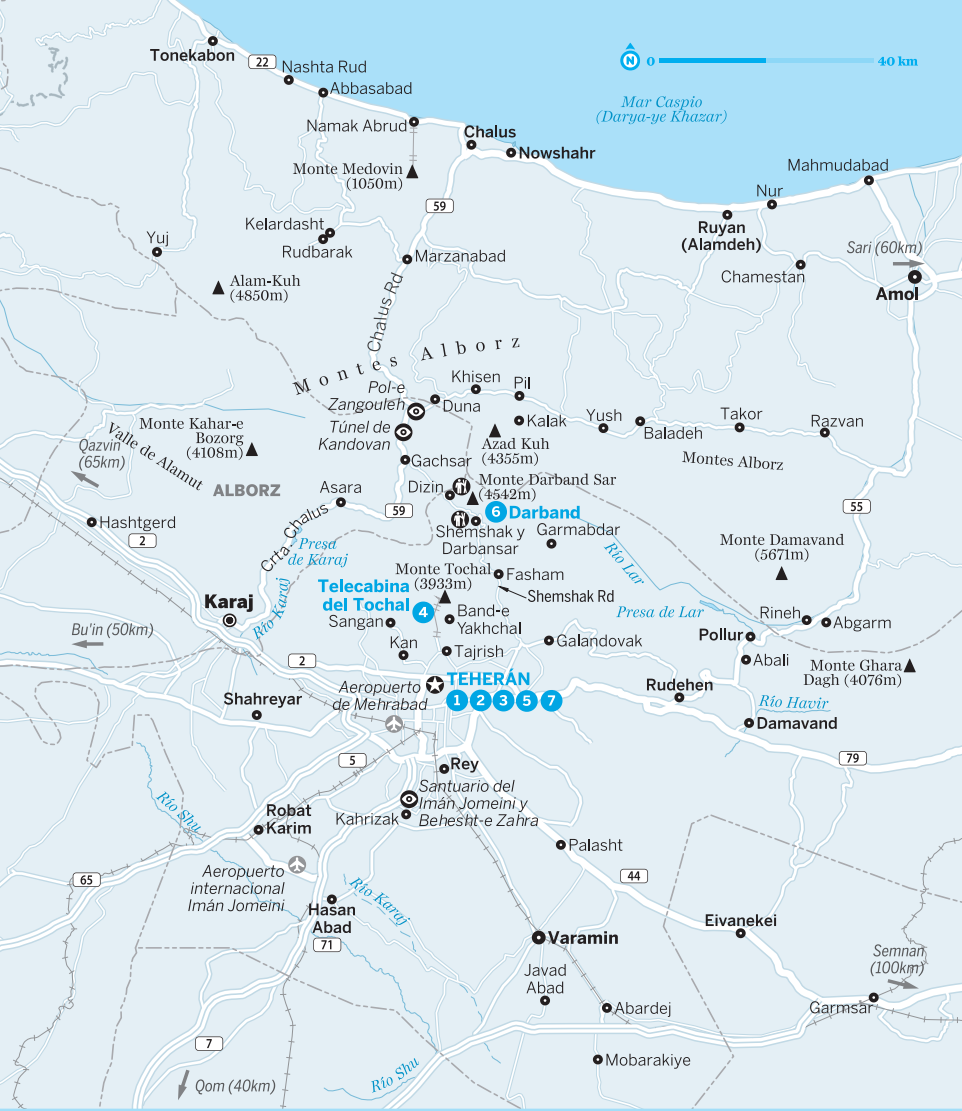 Tonekabon
22
Nashta Rud
Abbasabad
N 0 40 km
Mar Caspio
(Darya-ye Khazar)
Namak Abrud
Chalus
Nowshahr
Monte Medovin
(1050m)
Mahmudabad
Nur
59
Ruyan
(Alamdeh)
Kelardasht
Rudbarak
Yuj
Marzanabad
Sari (60km)
Chamestan
Amol
Alam-Kuh
(4850m)
Chalus Rd
Montes Alborz
Khisen
Pil
Pol-e
Zangouleh
Duna
Túnel de
Kandovan
Kalak
Yush
Baladeh
Takor
Razvan
Monte Kahar-e
Bozorg
(4108m)
Azad Kuh
(4355m)
Montes Alborz
Qazvin
(65km)
Valle de Alamut
Gachsar
ALBORZ
Asara
Dizin
Monte Darband Sar
(4542m)
59
6 Darband
55
Hashtgerd
2
Crta. Chalus
Presa
de Karaj
Shemshak y
Darbansar
Garmabdar
Río Lar
Monte Damavand
(5671m)
Monte Tochal
(3933m)
Fasham
Shemshak Rd
Telecabina
del Tochal
4
Karaj
Río Karaj
Presa de Lar
Sangan
Band-e
Yakhchal
Rineh
Abgarm
Bu'in (50km)
Kan
Tajrish
Galandovak
Pollur
Abali
Monte Ghara
Dagh (4076m)
2
Aeropuerto
de Mehrabad
TEHERÁN
1 2 3 5 7
Rudehen
Río Havir
Shahreyar
Damavand
79
5
Rey
Santuario del
Imán Jomeini y
Behesht-e Zahra
Río Shu
Robat
Karim
Kahrizak
Palasht
Aeropuerto
internacional
Imán Jomeini
65
44
Río Karaj
Hasan
Abad
71
Eivanekei
Varamin
Semnan
(100km)
Javad
Abad
Abardej
Garmsar
7
Mobarakiye
Río Shu
Qom (40km)